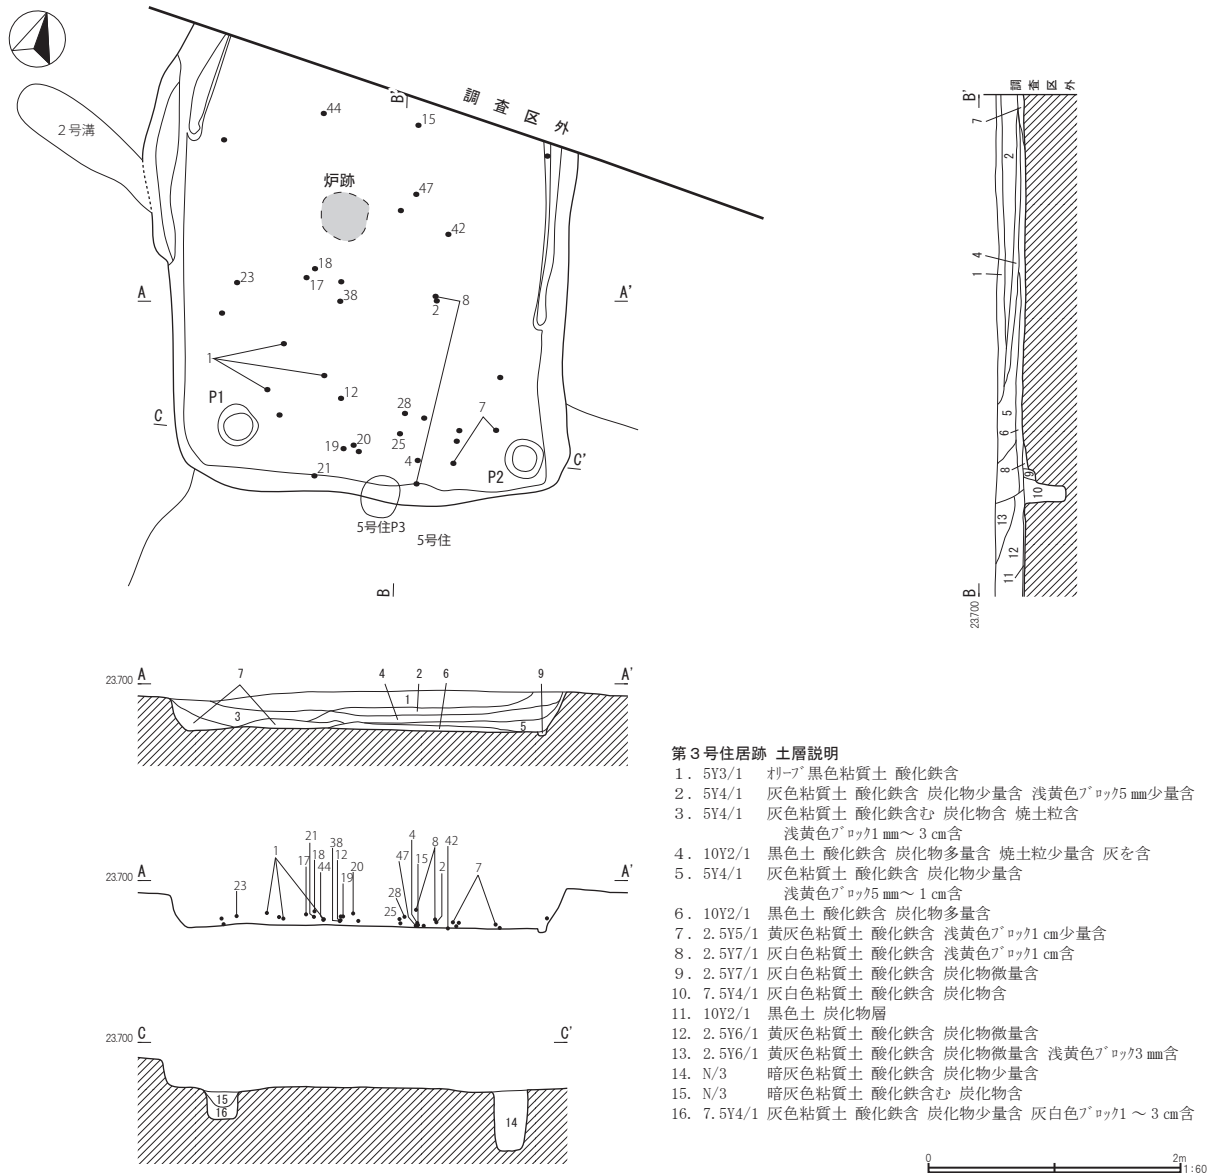 調査区外
B'
44
15
2号溝
炉跡
47
42
18
17
23
38
8
2
A
A'
1
12
28
7
P1
C
19
20
25
4
P2
C'
21
5号住P3
5号住
B
調査区外
B'
7
2
4
1
5
6
8
9
10
13
12
11
B
23.700
23.700 A
7
4
2
6
9
A'
1
3
5
23.700 A
A'
1
21
17
18
44
38
12
19
20
4
47
15
8
2
42
28
25
7
23
23.700 C
C'
15
16
14
第3号住居跡 土層説明
1. 5Y3/1 ｵﾘｰﾌﾞ黒色粘質土 酸化鉄含
2. 5Y4/1 灰色粘質土 酸化鉄含 炭化物少量含 浅黄色ﾌﾞﾛｯｸ5㎜少量含
3. 5Y4/1 灰色粘質土 酸化鉄含む 炭化物含 焼土粒含
浅黄色ﾌﾞﾛｯｸ1㎜～3㎝含
4. 10Y2/1 黒色土 酸化鉄含 炭化物多量含 焼土粒少量含 灰を含
5. 5Y4/1 灰色粘質土 酸化鉄含 炭化物少量含
浅黄色ﾌﾞﾛｯｸ5㎜～1㎝含
6. 10Y2/1 黒色土 酸化鉄含 炭化物多量含
7. 2.5Y5/1 黄灰色粘質土 酸化鉄含 浅黄色ﾌﾞﾛｯｸ1㎝少量含
8. 2.5Y7/1 灰白色粘質土 酸化鉄含 浅黄色ﾌﾞﾛｯｸ1㎝含
9. 2.5Y7/1 灰白色粘質土 酸化鉄含 炭化物微量含
10. 7.5Y4/1 灰白色粘質土 酸化鉄含 炭化物含
11. 10Y2/1 黒色土 炭化物層
12. 2.5Y6/1 黄灰色粘質土 酸化鉄含 炭化物微量含
13. 2.5Y6/1 黄灰色粘質土 酸化鉄含 炭化物微量含 浅黄色ﾌﾞﾛｯｸ3㎜含
14. N/3 暗灰色粘質土 酸化鉄含 炭化物少量含
15. N/3 暗灰色粘質土 酸化鉄含む 炭化物含
16. 7.5Y4/1 灰色粘質土 酸化鉄含 炭化物少量含 灰白色ﾌﾞﾛｯｸ1～3㎝含
0
2m
1:60